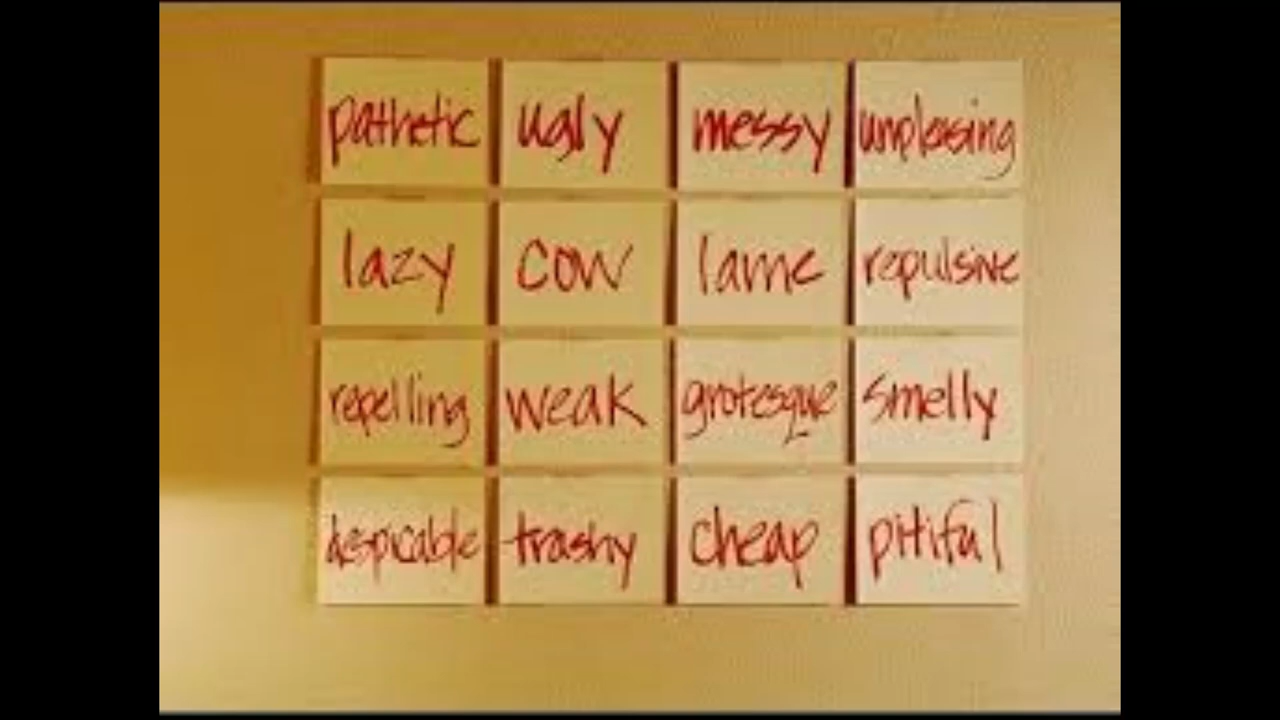 pathetic ugly messy unpleasing
lazy cow lame repulsive
repelling weak grotesque smelly
despicable trashy cheap pitiful